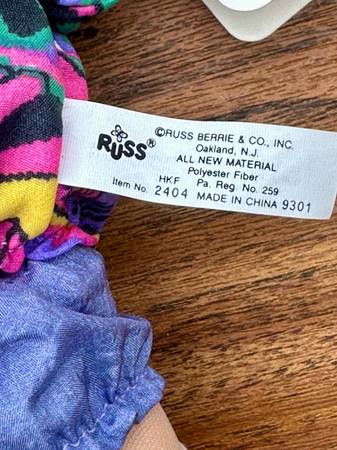 RUSS®
©RUSS BERRIE & CO., INC.
Oakland, N.J.
ALL NEW MATERIAL
Polyester Fiber
HKF Pa. Reg. No. 259
Item No. 2404 MADE IN CHINA 9301